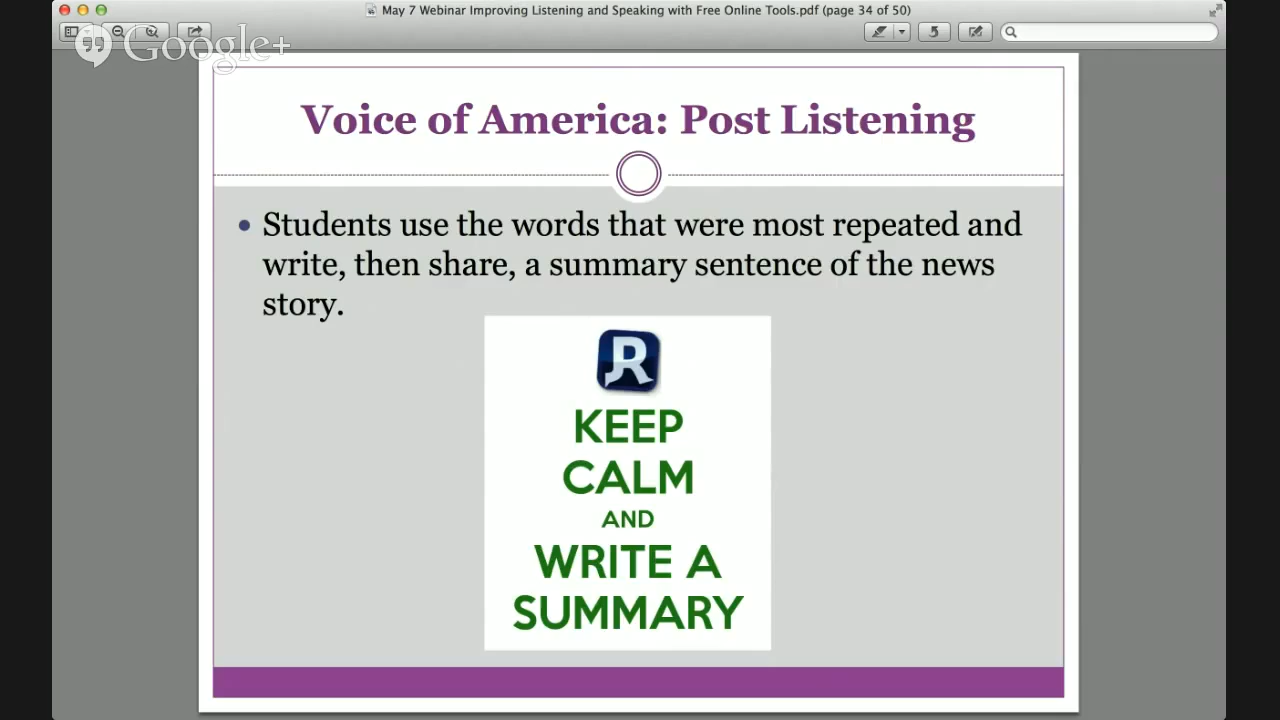 May 7 Webinar Improving Listening and Speaking with Free Online Tools.pdf (page 34 of 50)
Google+
Voice of America: Post Listening
• Students use the words that were most repeated and
write, then share, a summary sentence of the news
story.
R
KEEP
CALM
AND
WRITE A
SUMMARY